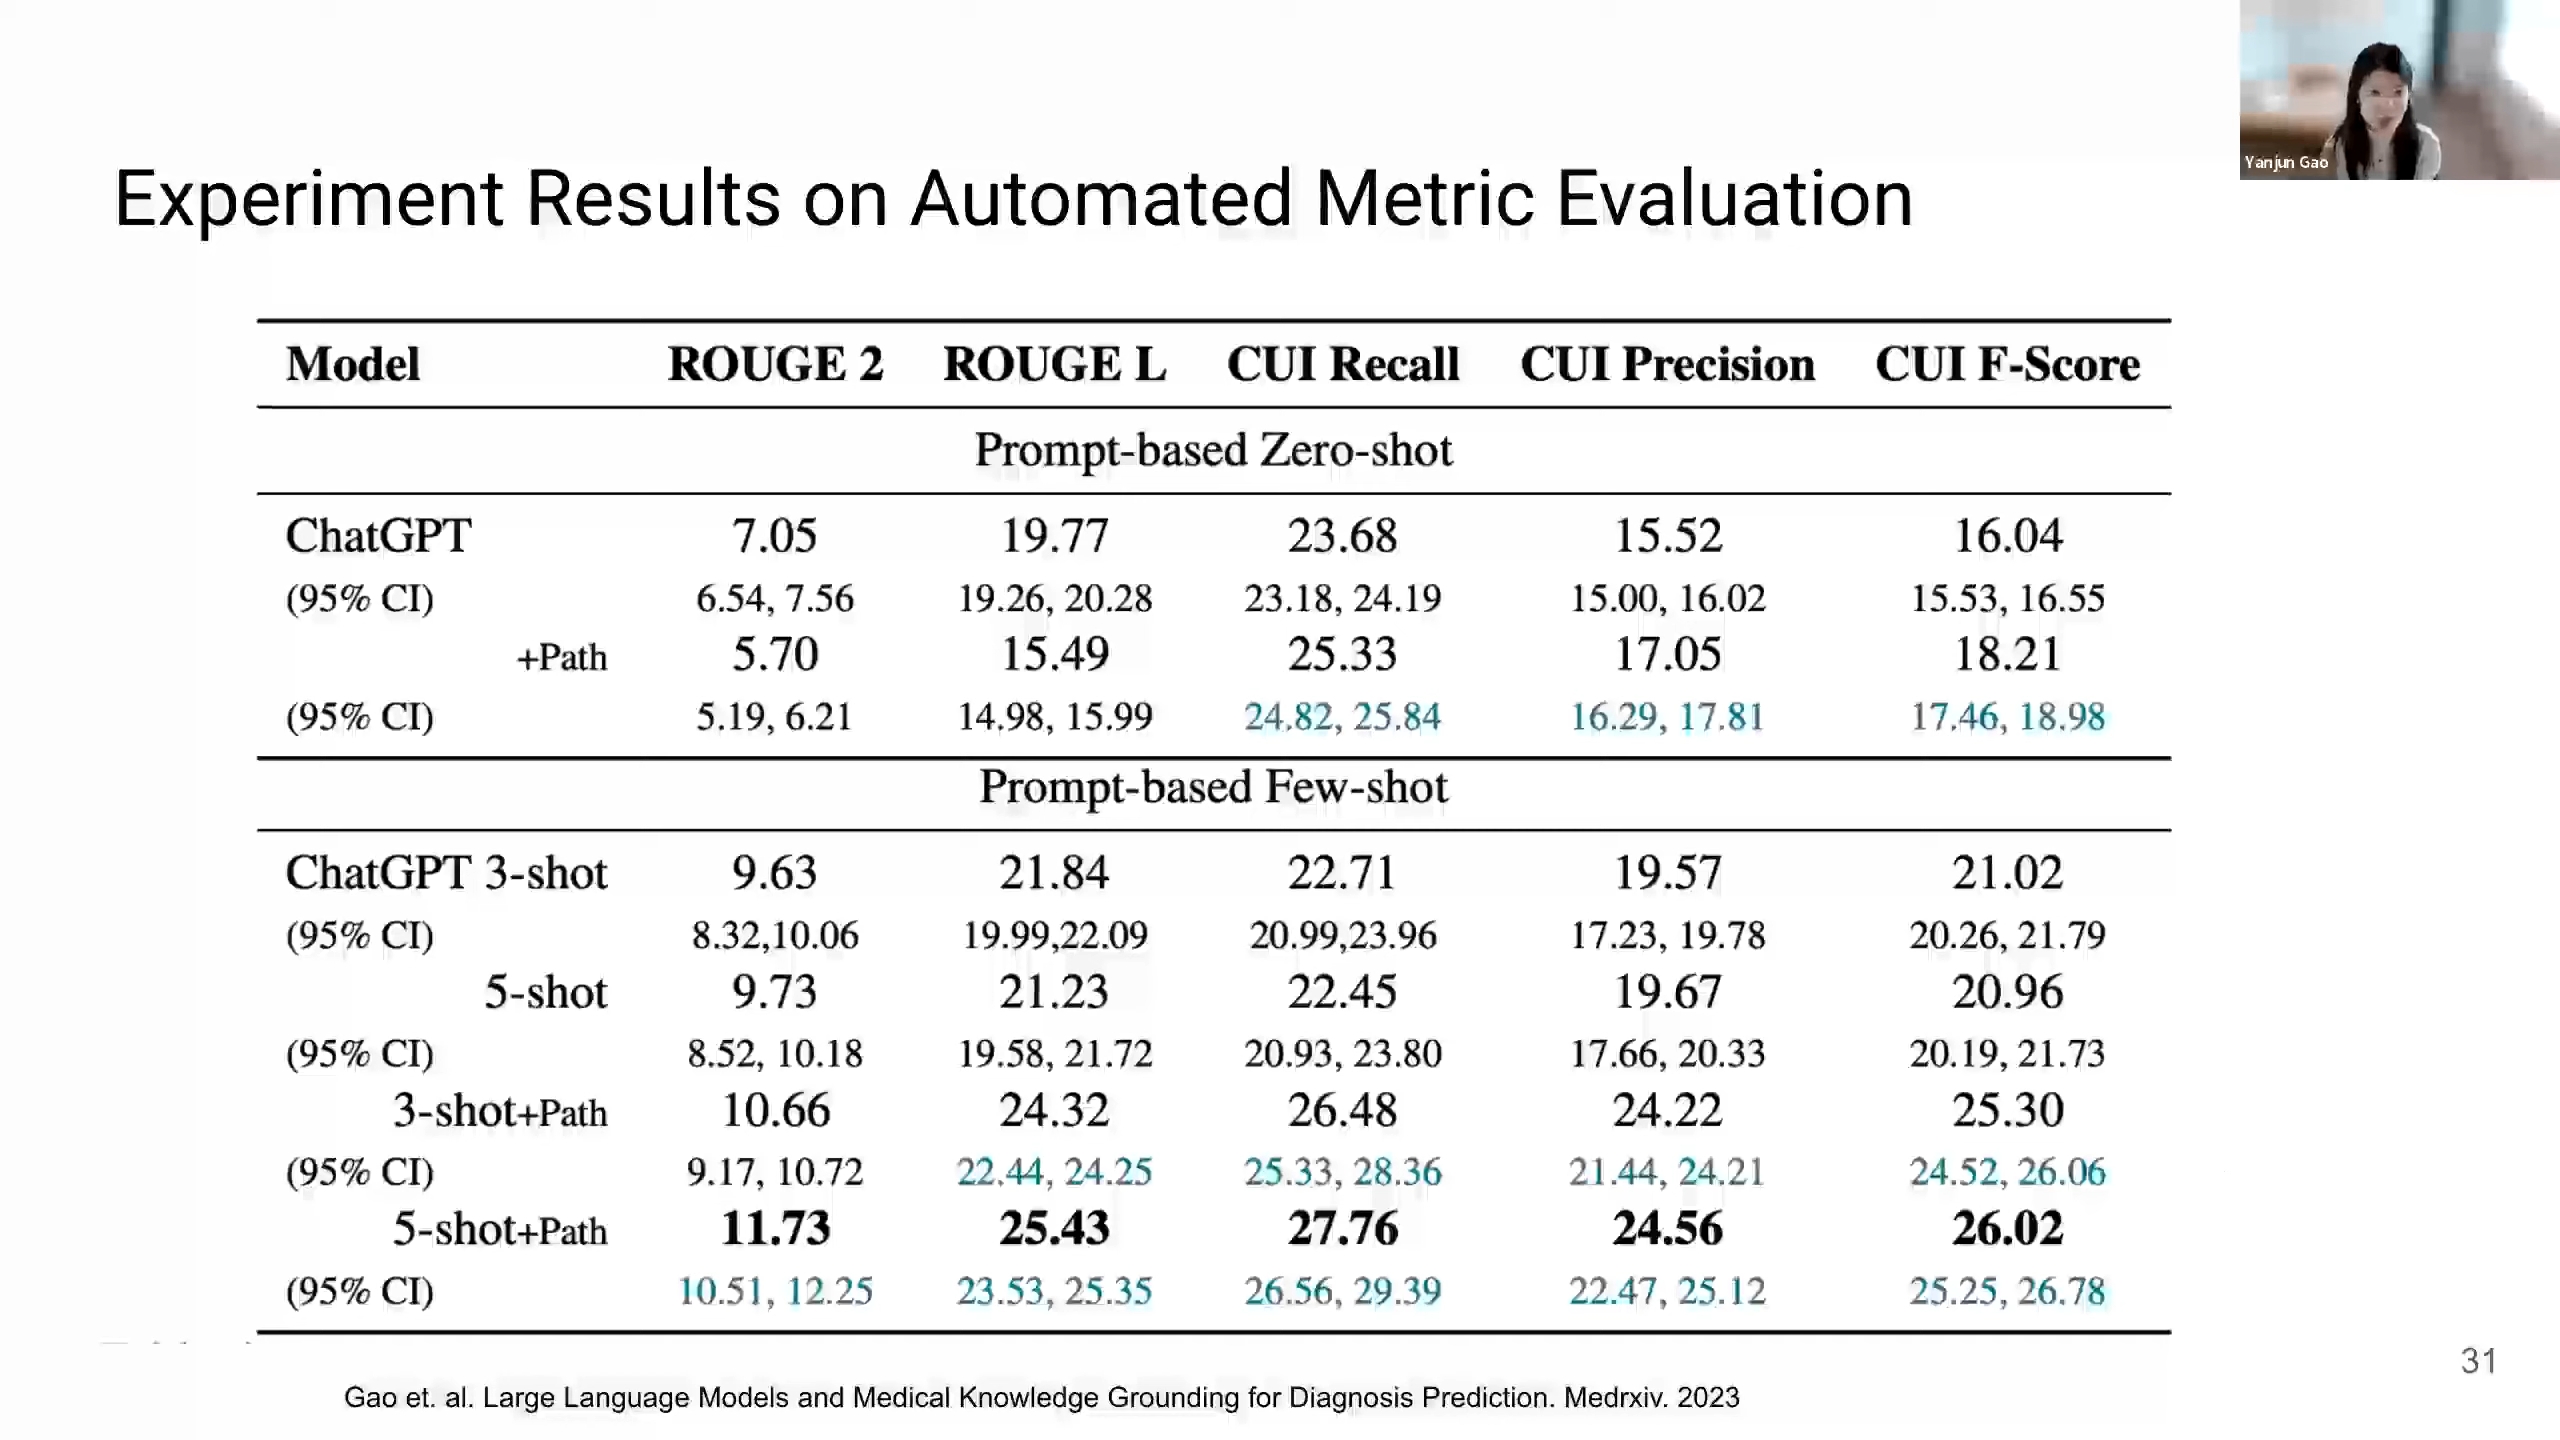 Yanjun Gao
Experiment Results on Automated Metric Evaluation
Model ROUGE 2 ROUGE L CUI Recall CUI Precision CUI F-Score
Prompt-based Zero-shot
ChatGPT 7.05 19.77 23.68 15.52 16.04
(95% CI) 6.54, 7.56 19.26, 20.28 23.18, 24.19 15.00, 16.02 15.53, 16.55
+Path 5.70 15.49 25.33 17.05 18.21
(95% CI) 5.19, 6.21 14.98, 15.99 24.82, 25.84 16.29, 17.81 17.46, 18.98
Prompt-based Few-shot
ChatGPT 3-shot 9.63 21.84 22.71 19.57 21.02
(95% CI) 8.32,10.06 19.99,22.09 20.99,23.96 17.23, 19.78 20.26, 21.79
5-shot 9.73 21.23 22.45 19.67 20.96
(95% CI) 8.52, 10.18 19.58, 21.72 20.93, 23.80 17.66, 20.33 20.19, 21.73
3-shot+Path 10.66 24.32 26.48 24.22 25.30
(95% CI) 9.17, 10.72 22.44, 24.25 25.33, 28.36 21.44, 24.21 24.52, 26.06
5-shot+Path 11.73 25.43 27.76 24.56 26.02
(95% CI) 10.51, 12.25 23.53, 25.35 26.56, 29.39 22.47, 25.12 25.25, 26.78
31
Gao et. al. Large Language Models and Medical Knowledge Grounding for Diagnosis Prediction. Medrxiv. 2023